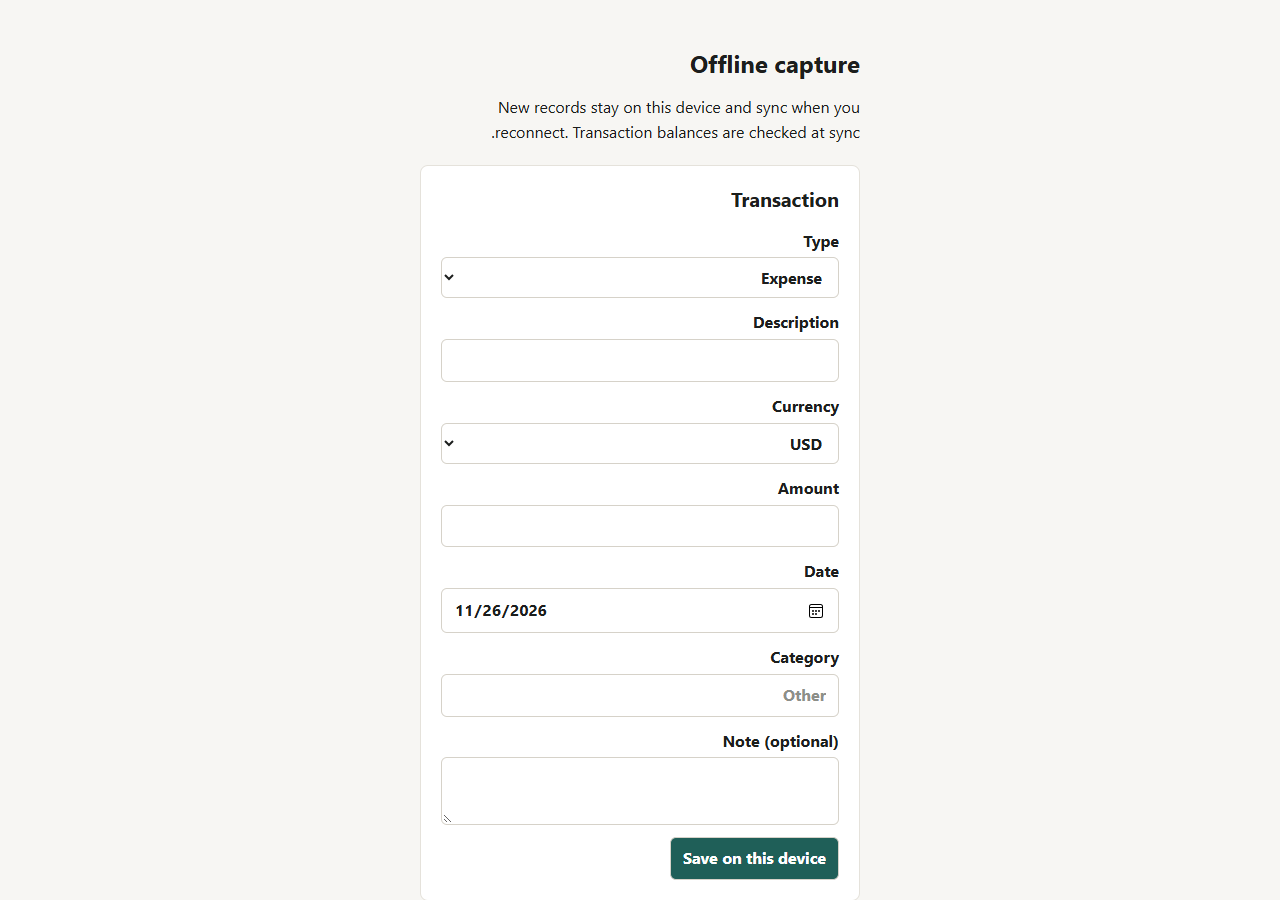 Offline capture
New records stay on this device and sync when you
reconnect. Transaction balances are checked at sync.
Transaction
Type
Expense
Description
Currency
USD
Amount
Date
11/26/2026
Category
Other
Note (optional)
Save on this device